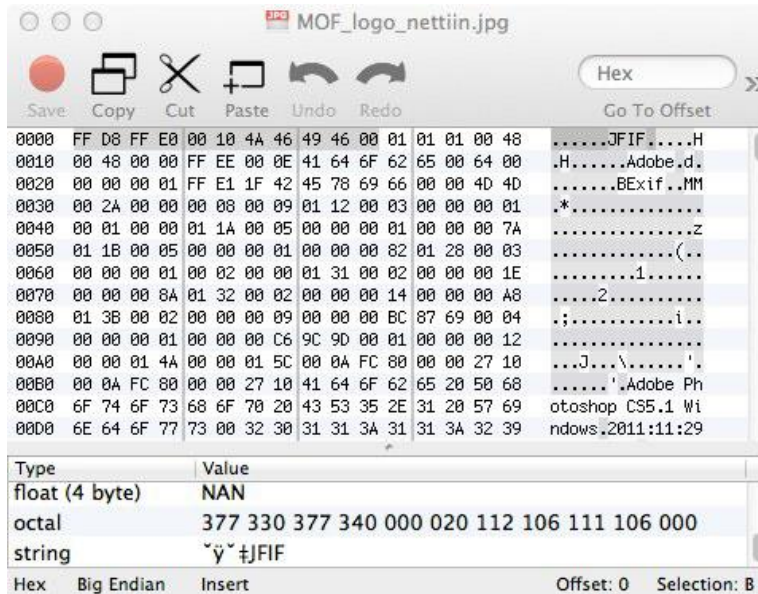 MOF_logo_nettiin.jpg
Hex
Save Copy Cut Paste Undo Redo Go To Offset
0000 FF D8 FF E0 00 10 4A 46 49 46 00 01 01 01 00 48 ......JFIF.....H
0010 00 48 00 00 FF EE 00 0E 41 64 6F 62 65 00 64 00 .H......Adobe.d.
0020 00 00 00 01 FF E1 1F 42 45 78 69 66 00 00 4D 4D .......BExif..MM
0030 00 2A 00 00 00 08 00 09 01 12 00 03 00 00 00 01 .*..............
0040 00 01 00 00 01 1A 00 05 00 00 00 01 00 00 00 7A ...............z
0050 01 1B 00 05 00 00 00 01 00 00 00 82 01 28 00 03 .............(..
0060 00 00 00 01 00 02 00 00 01 31 00 02 00 00 00 1E .........1......
0070 00 00 00 8A 01 32 00 02 00 00 00 14 00 00 00 A8 .....2..........
0080 01 3B 00 02 00 00 00 09 00 00 00 BC 87 69 00 04 .;...........i..
0090 00 00 00 01 00 00 00 C6 9C 9D 00 01 00 00 00 12 ................
00A0 00 00 01 4A 00 00 01 5C 00 0A FC 80 00 00 27 10 ...J...\......'.
00B0 00 0A FC 80 00 00 27 10 41 64 6F 62 65 20 50 68 ......'.Adobe Ph
00C0 6F 74 6F 73 68 6F 70 20 43 53 35 2E 31 20 57 69 otoshop CS5.1 Wi
00D0 6E 64 6F 77 73 00 32 30 31 31 3A 31 31 3A 32 39 ndows.2011:11:29
Type Value
float (4 byte) NAN
octal 377 330 377 340 000 020 112 106 111 106 000
string ˇÿˇ‡JFIF
Hex Big Endian Insert Offset: 0 Selection: B